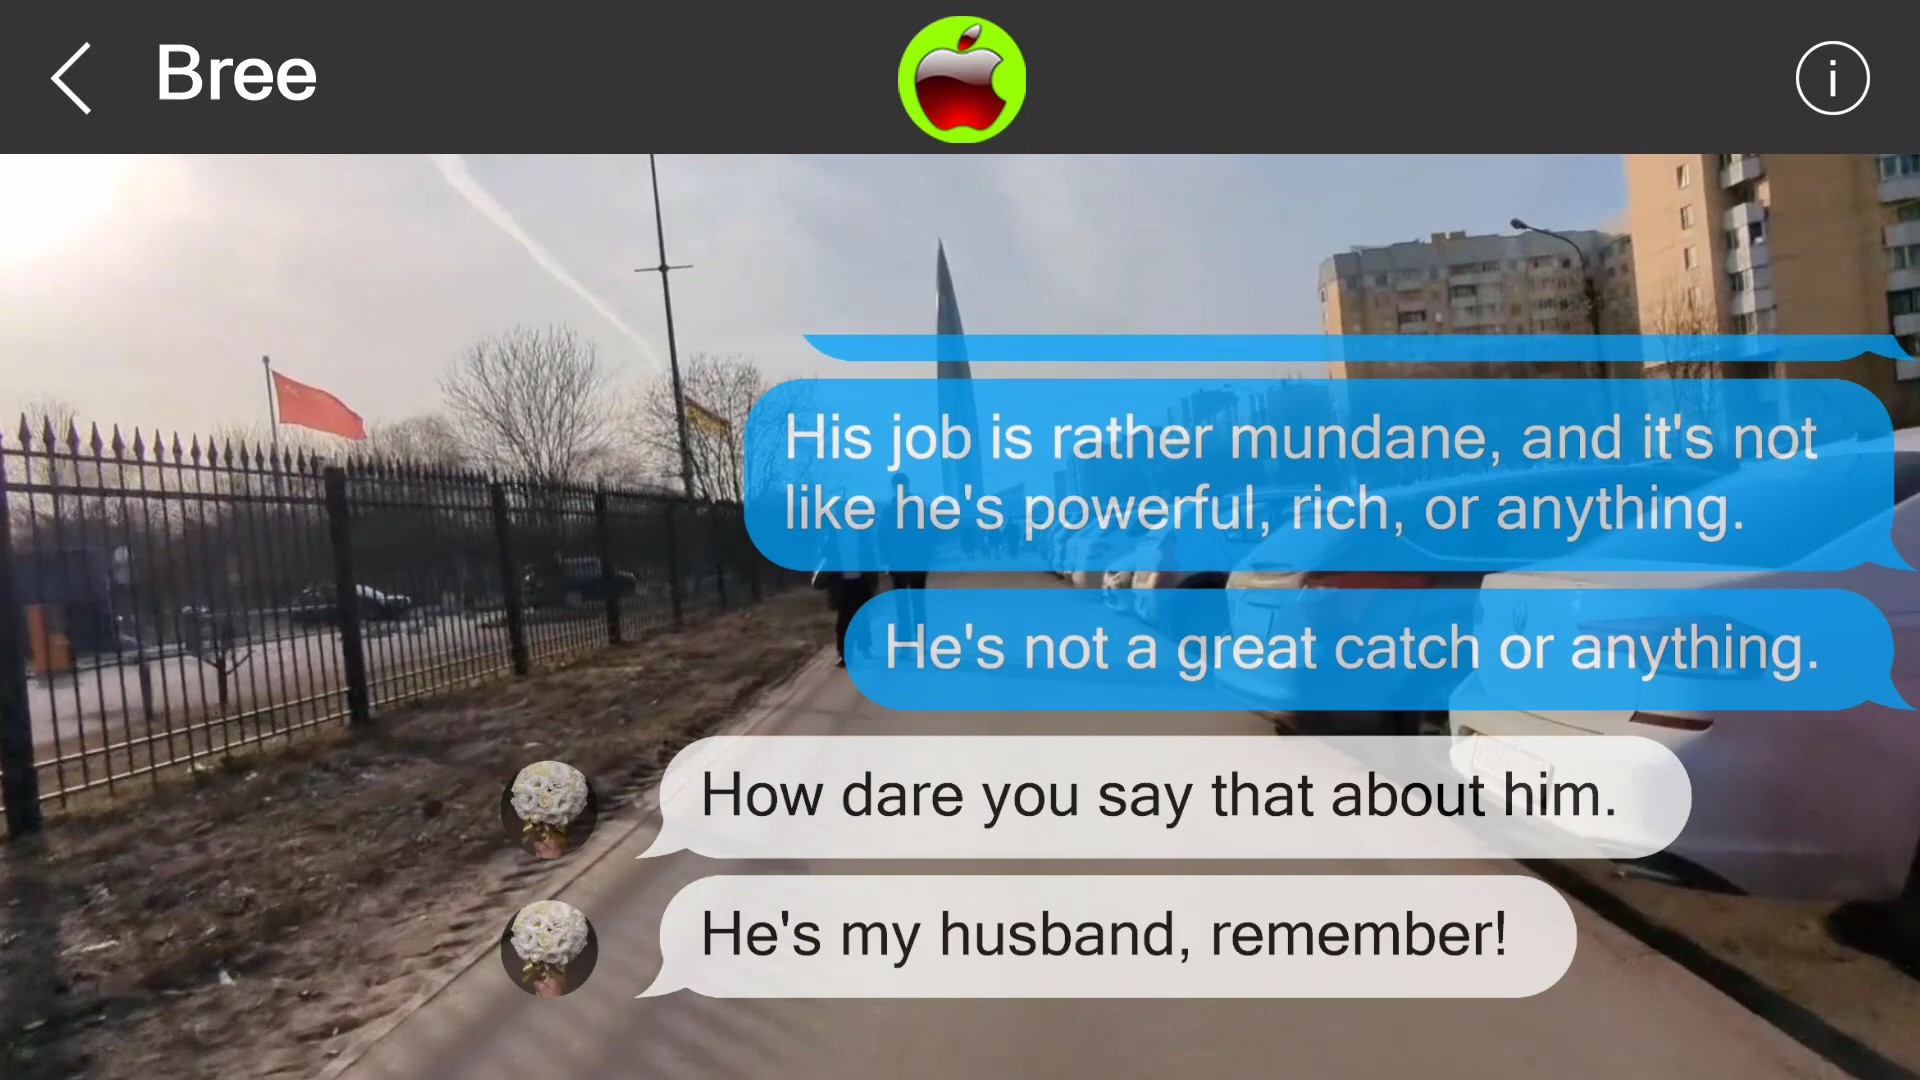 Bree
i
His job is rather mundane, and it's not
like he's powerful, rich, or anything.
He's not a great catch or anything.
How dare you say that about him.
He's my husband, remember!